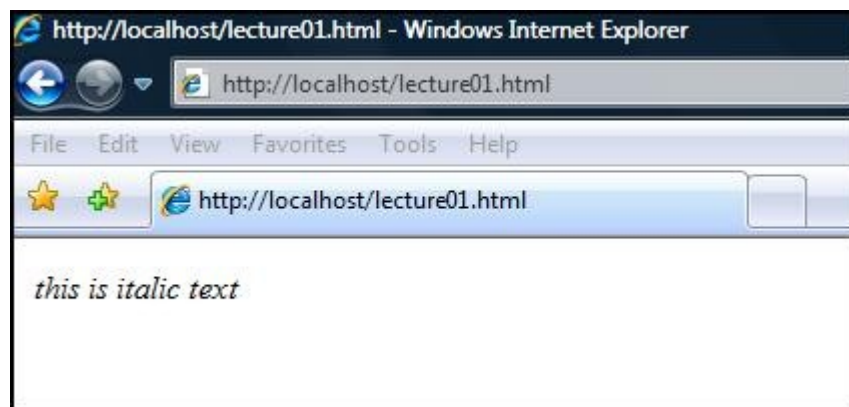 http://localhost/lecture01.html - Windows Internet Explorer
http://localhost/lecture01.html
File Edit View Favorites Tools Help
http://localhost/lecture01.html
this is italic text